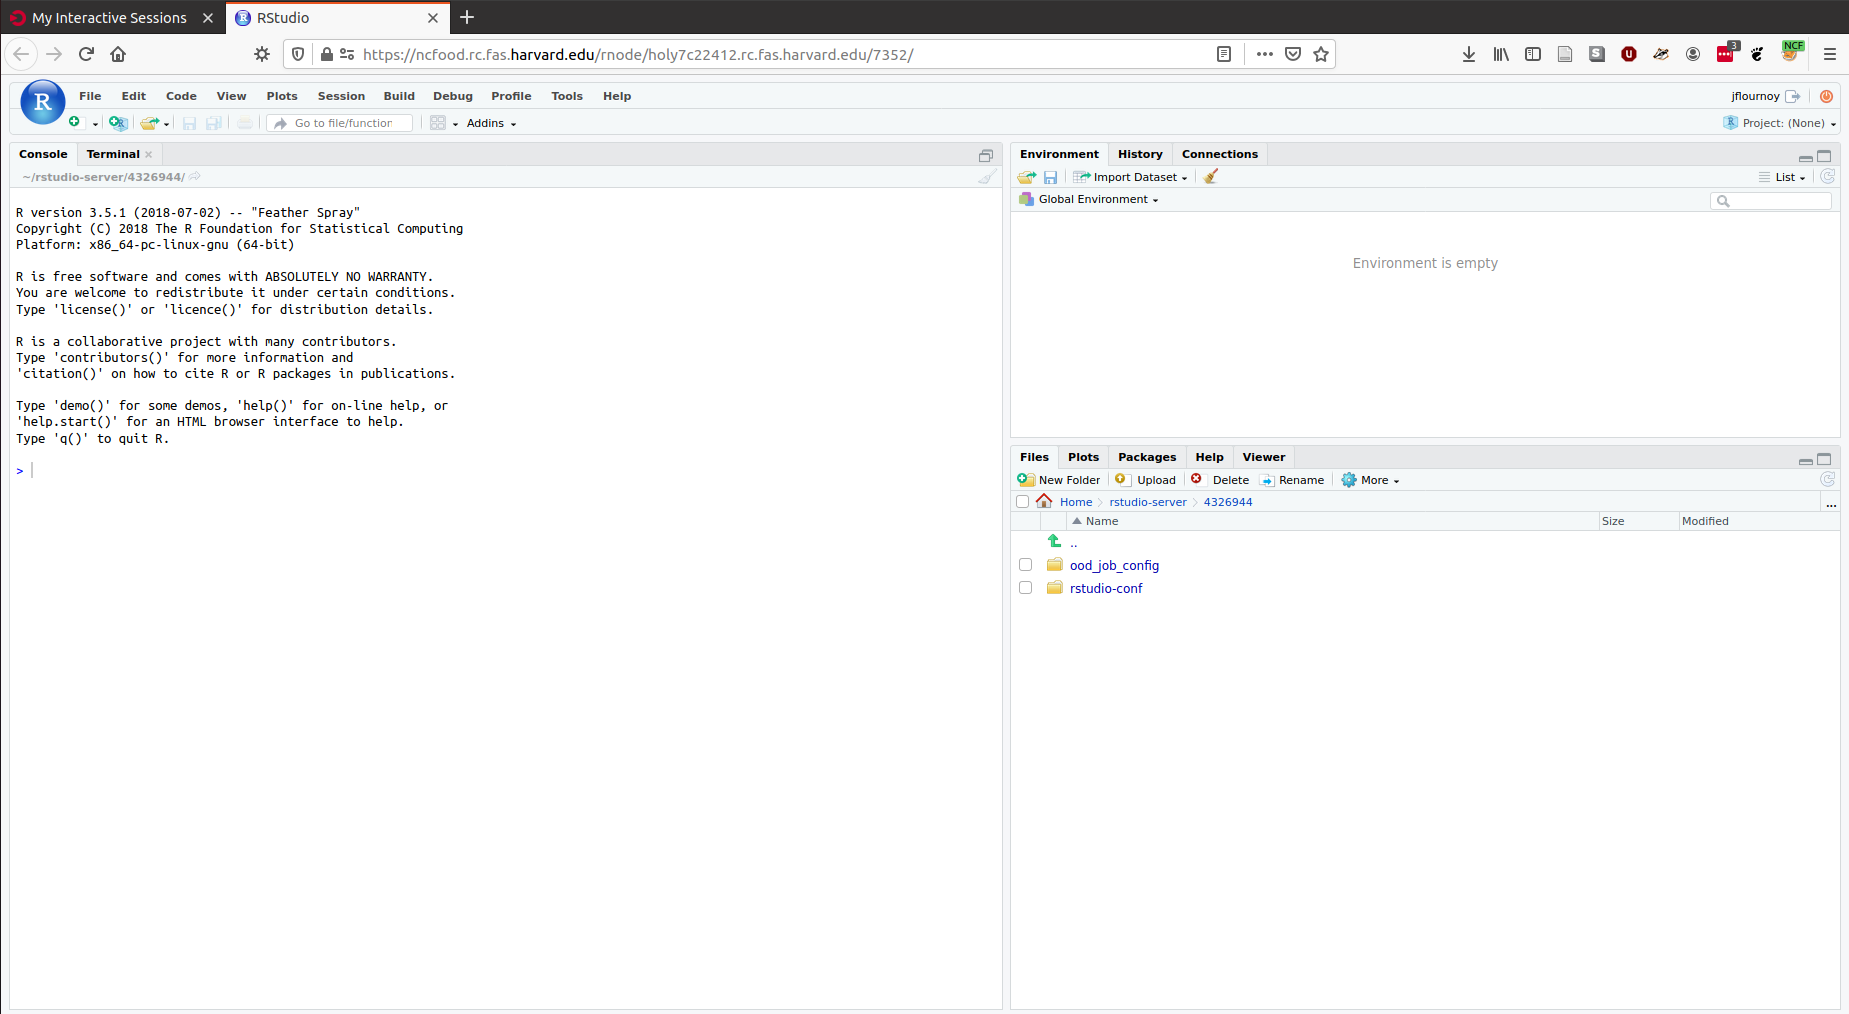 My Interactive Sessions
RStudio
https://ncfood.rc.fas.harvard.edu/rnode/holy7c22412.rc.fas.harvard.edu/7352/
3
NCF
R
File Edit Code View Plots Session Build Debug Profile Tools Help
jflournoy
Go to file/function
Addins
Project: (None)
Console Terminal
~/rstudio-server/4326944/
R version 3.5.1 (2018-07-02) -- "Feather Spray"
Copyright (C) 2018 The R Foundation for Statistical Computing
Platform: x86_64-pc-linux-gnu (64-bit)
R is free software and comes with ABSOLUTELY NO WARRANTY.
You are welcome to redistribute it under certain conditions.
Type 'license()' or 'licence()' for distribution details.
R is a collaborative project with many contributors.
Type 'contributors()' for more information and
'citation()' on how to cite R or R packages in publications.
Type 'demo()' for some demos, 'help()' for on-line help, or
'help.start()' for an HTML browser interface to help.
Type 'q()' to quit R.
>
Environment History Connections
Import Dataset
List
Global Environment
Environment is empty
Files Plots Packages Help Viewer
New Folder Upload Delete Rename More
Home rstudio-server 4326944
...
Name Size Modified
..
ood_job_config
rstudio-conf